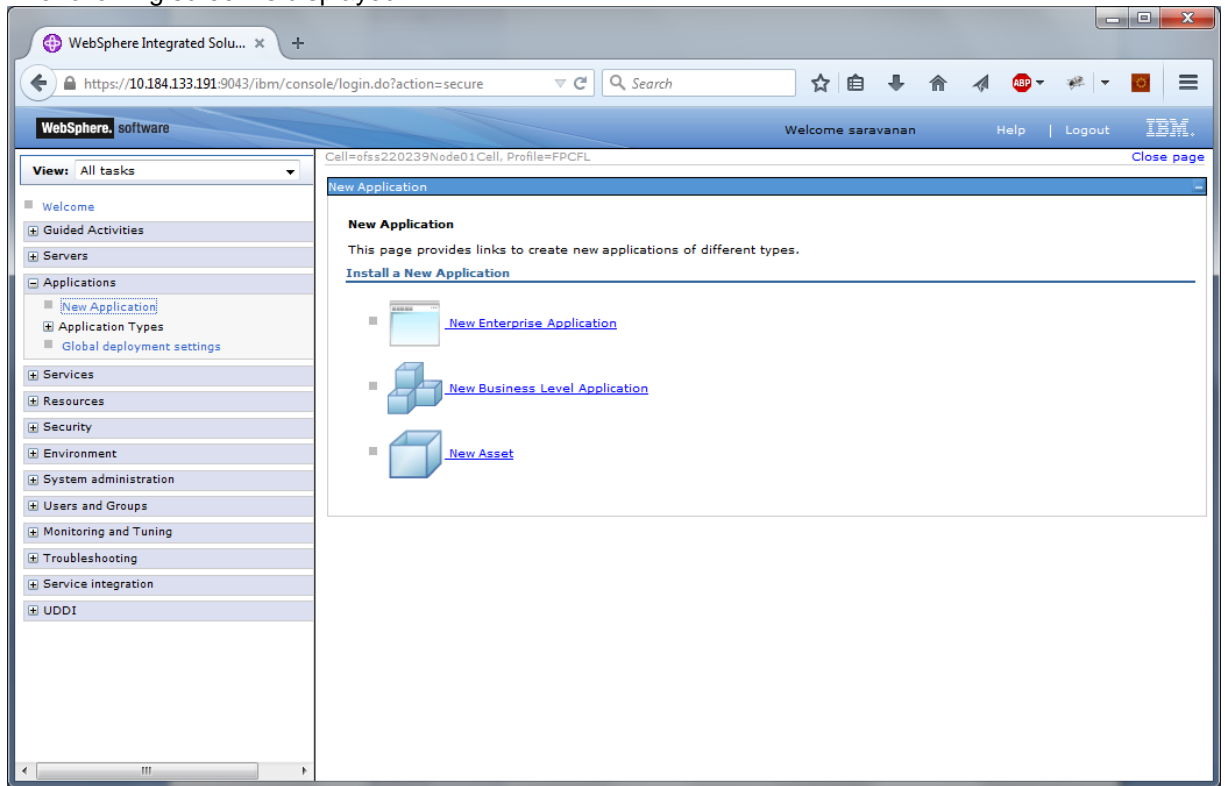 WebSphere Integrated Solu... × +
https://10.184.133.191:9043/ibm/console/login.do?action=secure Search ABP
WebSphere. software Welcome saravanan Help | Logout IBM.
View: All tasks
Cell=ofss220239Node01Cell, Profile=FPCFL Close page
New Application
Welcome
Guided Activities
Servers
Applications
New Application
Application Types
Global deployment settings
Services
Resources
Security
Environment
System administration
Users and Groups
Monitoring and Tuning
Troubleshooting
Service integration
UDDI
New Application
This page provides links to create new applications of different types.
Install a New Application
New Enterprise Application
New Business Level Application
New Asset